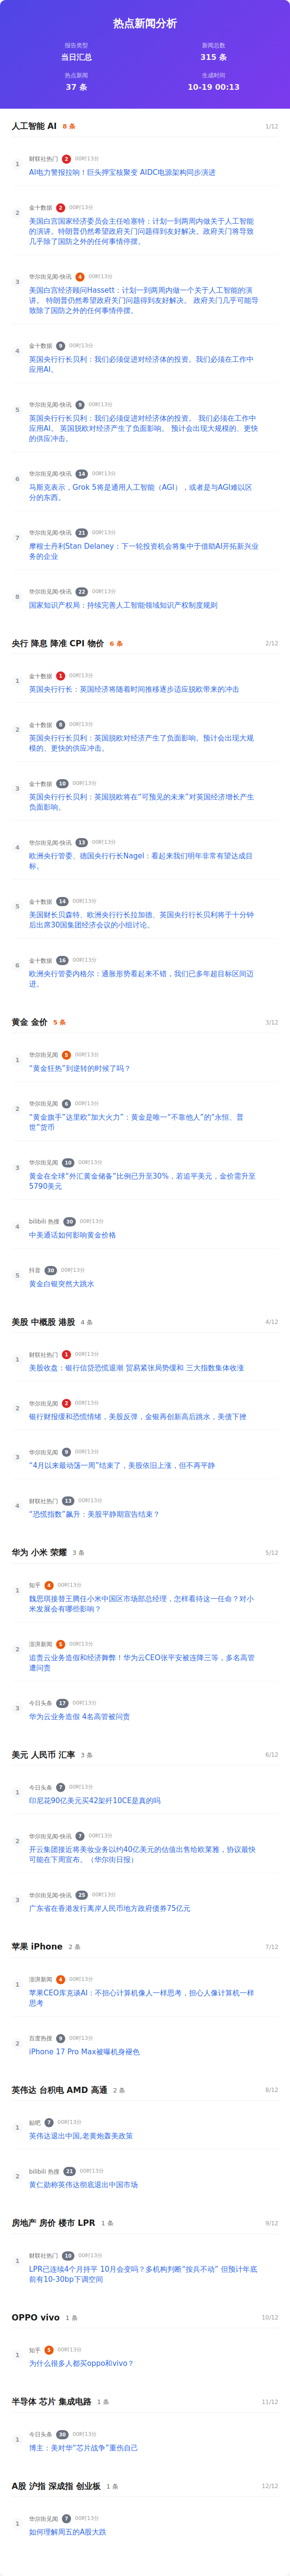 热点新闻分析
报告类型
当日汇总
新闻总数
315 条
热点新闻
37 条
生成时间
10-19 00:13
人工智能 AI 8 条 1/12
1
财联社热门 2 00时13分
AI电力警报拉响！巨头押宝核聚变 AIDC电源架构同步演进
2
金十数据 2 00时13分
美国白宫国家经济委员会主任哈塞特：计划一到两周内做关于人工智能
的演讲。特朗普仍然希望政府关门问题得到友好解决。政府关门将导致
几乎除了国防之外的任何事情停摆。
3
华尔街见闻-快讯 4 00时13分
美国白宫经济顾问Hassett：计划一到两周内做一个关于人工智能的演
讲。 特朗普仍然希望政府关门问题得到友好解决。 政府关门几乎可能导
致除了国防之外的任何事情停摆。
4
金十数据 9 00时13分
英国央行行长贝利：我们必须促进对经济体的投资。我们必须在工作中
应用AI。
5
华尔街见闻-快讯 9 00时13分
英国央行行长贝利：我们必须促进对经济体的投资。 我们必须在工作中
应用AI。 英国脱欧对经济产生了负面影响。 预计会出现大规模的、更快
的供应冲击。
6
华尔街见闻-快讯 14 00时13分
马斯克表示，Grok 5将是通用人工智能（AGI），或者是与AGI难以区
分的东西。
7
华尔街见闻-快讯 21 00时13分
摩根士丹利Stan Delaney：下一轮投资机会将集中于借助AI开拓新兴业
务的企业
8
华尔街见闻-快讯 22 00时13分
国家知识产权局：持续完善人工智能领域知识产权制度规则
央行 降息 降准 CPI 物价 6 条 2/12
1
金十数据 1 00时13分
英国央行行长：英国经济将随着时间推移逐步适应脱欧带来的冲击
2
金十数据 8 00时13分
英国央行行长贝利：英国脱欧对经济产生了负面影响。预计会出现大规
模的、更快的供应冲击。
3
金十数据 10 00时13分
英国央行行长贝利：英国脱欧将在“可预见的未来”对英国经济增长产生
负面影响。
4
华尔街见闻-快讯 13 00时13分
欧洲央行管委、德国央行行长Nagel：看起来我们明年非常有望达成目
标。
5
金十数据 14 00时13分
美国财长贝森特、欧洲央行行长拉加德、英国央行行长贝利将于十分钟
后出席30国集团经济会议的小组讨论。
6
金十数据 16 00时13分
欧洲央行管委内格尔：通胀形势看起来不错，我们已多年超目标区间迈
进。
黄金 金价 5 条 3/12
1
华尔街见闻 5 00时13分
“黄金狂热”到逆转的时候了吗？
2
华尔街见闻 6 00时13分
“黄金旗手”达里欧“加大火力”：黄金是唯一“不靠他人”的“永恒、普
世”货币
3
华尔街见闻 10 00时13分
黄金在全球“外汇黄金储备”比例已升至30%，若追平美元，金价需升至
5790美元
4
bilibili 热搜 30 00时13分
中美通话如何影响黄金价格
5
抖音 30 00时13分
黄金白银突然大跳水
美股 中概股 港股 4 条 4/12
1
财联社热门 1 00时13分
美股收盘：银行信贷恐慌退潮 贸易紧张局势缓和 三大指数集体收涨
2
华尔街见闻 2 00时13分
银行财报缓和恐慌情绪，美股反弹，金银再创新高后跳水，美债下挫
3
华尔街见闻 9 00时13分
“4月以来最动荡一周”结束了，美股依旧上涨，但不再平静
4
财联社热门 13 00时13分
“恐慌指数”飙升：美股平静期宣告结束？
华为 小米 荣耀 3 条 5/12
1
知乎 4 00时13分
魏思琪接替王腾任小米中国区市场部总经理，怎样看待这一任命？对小
米发展会有哪些影响？
2
澎湃新闻 5 00时13分
追责云业务造假和经济舞弊！华为云CEO张平安被连降三等，多名高管
遭问责
3
今日头条 17 00时13分
华为云业务造假 4名高管被问责
美元 人民币 汇率 3 条 6/12
1
今日头条 7 00时13分
印尼花90亿美元买42架歼10CE是真的吗
2
华尔街见闻-快讯 7 00时13分
开云集团接近将美妆业务以约40亿美元的估值出售给欧莱雅，协议最快
可能在下周宣布。（华尔街日报）
3
华尔街见闻-快讯 25 00时13分
广东省在香港发行离岸人民币地方政府债券75亿元
苹果 iPhone 2 条 7/12
1
澎湃新闻 4 00时13分
苹果CEO库克谈AI：不担心计算机像人一样思考，担心人像计算机一样
思考
2
百度热搜 9 00时13分
iPhone 17 Pro Max被曝机身褪色
英伟达 台积电 AMD 高通 2 条 8/12
1
贴吧 7 00时13分
英伟达退出中国,老黄炮轰美政策
2
bilibili 热搜 21 00时13分
黄仁勋称英伟达彻底退出中国市场
房地产 房价 楼市 LPR 1 条 9/12
1
财联社热门 10 00时13分
LPR已连续4个月持平 10月会变吗？多机构判断“按兵不动” 但预计年底
前有10-30bp下调空间
OPPO vivo 1 条 10/12
1
知乎 5 00时13分
为什么很多人都买oppo和vivo？
半导体 芯片 集成电路 1 条 11/12
1
今日头条 30 00时13分
博主：美对华“芯片战争”重伤自己
A股 沪指 深成指 创业板 1 条 12/12
1
华尔街见闻 7 00时13分
如何理解周五的A股大跌